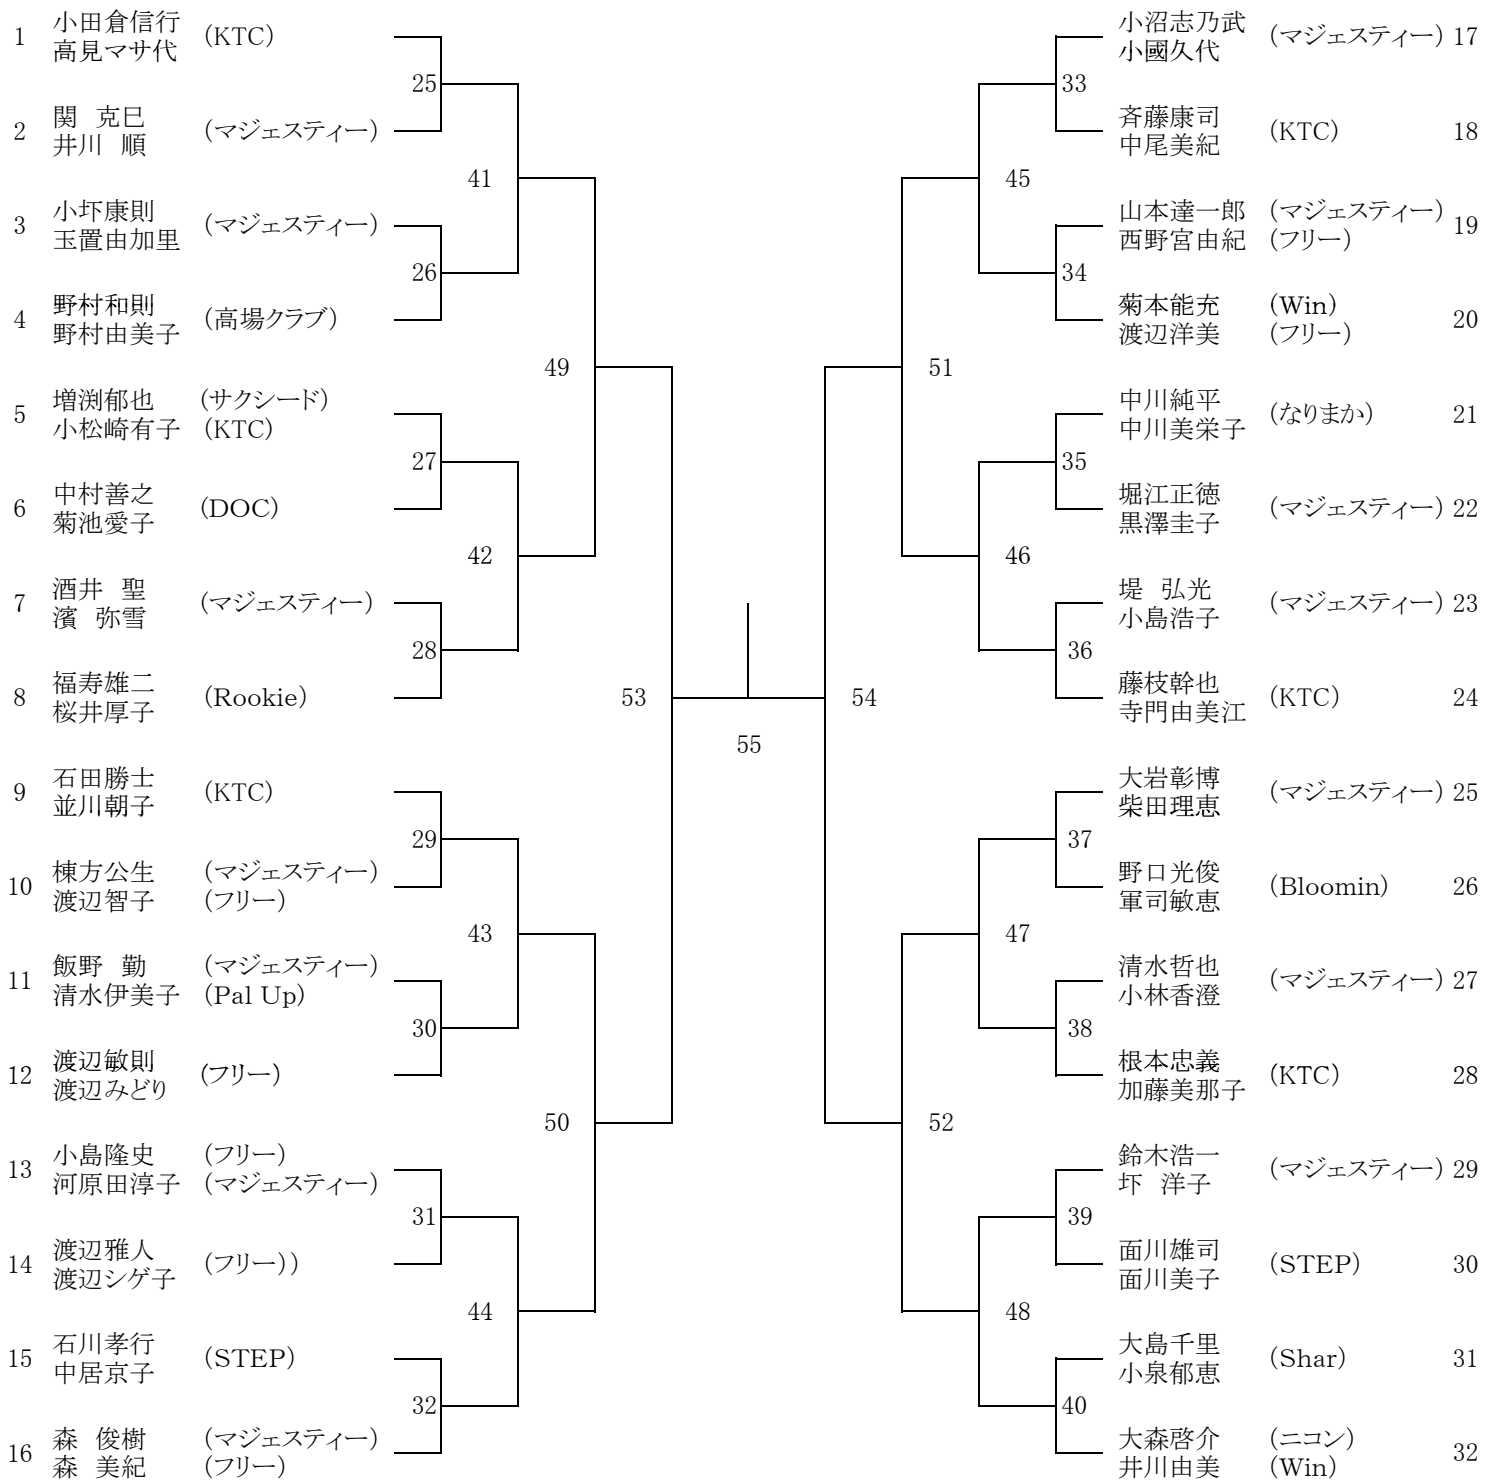 1 小田倉信行 (KTC)
高見マサ代
25
2 関 克巳 (マジェスティー)
井川 順
41
3 小圷康則 (マジェスティー)
玉置由加里
26
4 野村和則 (高場クラブ)
野村由美子
49
5 増渕郁也 (サクシード)
小松崎有子 (KTC)
27
6 中村善之 (DOC)
菊池愛子
42
7 酒井 聖 (マジェスティー)
濱 弥雪
28
8 福寿雄二 (Rookie)
桜井厚子
53
9 石田勝士 (KTC)
並川朝子
29
10 棟方公生 (マジェスティー)
渡辺智子 (フリー)
43
11 飯野 勤 (マジェスティー)
清水伊美子 (Pal Up)
30
12 渡辺敏則 (フリー)
渡辺みどり
50
13 小島隆史 (フリー)
河原田淳子 (マジェスティー)
31
14 渡辺雅人 (フリー))
渡辺シゲ子
44
15 石川孝行 (STEP)
中居京子
32
16 森 俊樹 (マジェスティー)
森 美紀 (フリー)
55
小沼志乃武 (マジェスティー) 17
小國久代
33
斉藤康司 (KTC) 18
中尾美紀
45
山本達一郎 (マジェスティー) 19
西野宮由紀 (フリー)
34
菊本能充 (Win) 20
渡辺洋美 (フリー)
51
中川純平 (なりまか) 21
中川美栄子
35
堀江正徳 (マジェスティー) 22
黒澤圭子
46
堤 弘光 (マジェスティー) 23
小島浩子
36
藤枝幹也 (KTC) 24
寺門由美江
54
大岩彰博 (マジェスティー) 25
柴田理恵
37
野口光俊 (Bloomin) 26
軍司敏恵
47
清水哲也 (マジェスティー) 27
小林香澄
38
根本忠義 (KTC) 28
加藤美那子
52
鈴木浩一 (マジェスティー) 29
圷 洋子
39
面川雄司 (STEP) 30
面川美子
48
大島千里 (Shar) 31
小泉郁恵
40
大森啓介 (ニコン) 32
井川由美 (Win)